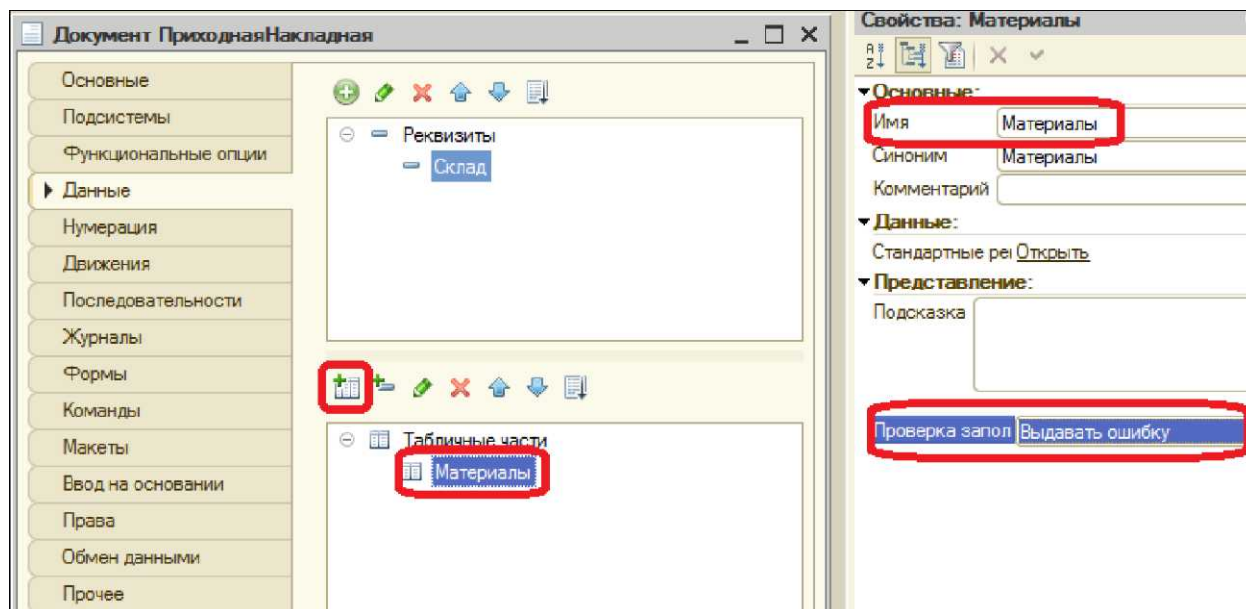 Документ ПриходнаяНакладная
Основные
Подсистемы
Функциональные опции
Данные
Нумерация
Движения
Последовательности
Журналы
Формы
Команды
Макеты
Ввод на основании
Права
Обмен данными
Прочее
Реквизиты
Склад
Табличные части
Материалы
Свойства: Материалы
Основные:
Имя Материалы
Синоним Материалы
Комментарий
Данные:
Стандартные рек Открыть
Представление:
Подсказка
Проверка запол Выдавать ошибку